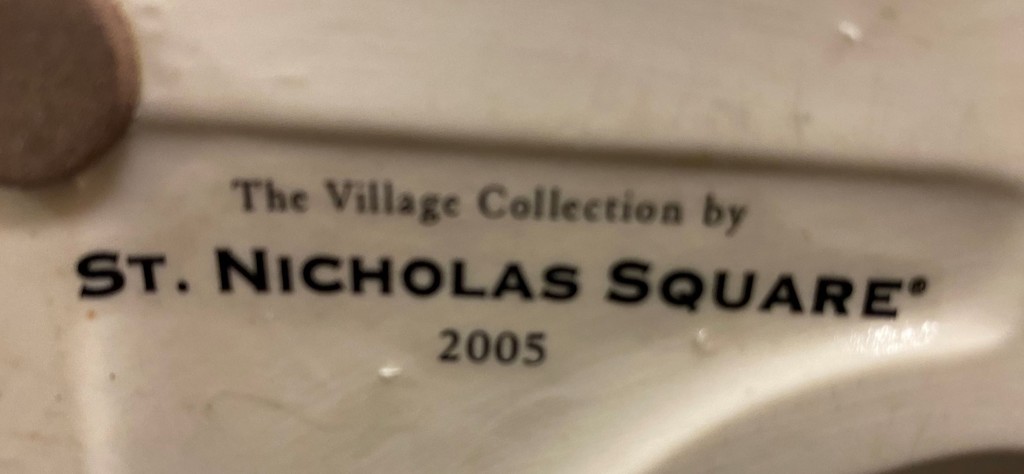 The Village Collection by
ST. NICHOLAS SQUARE®
2005